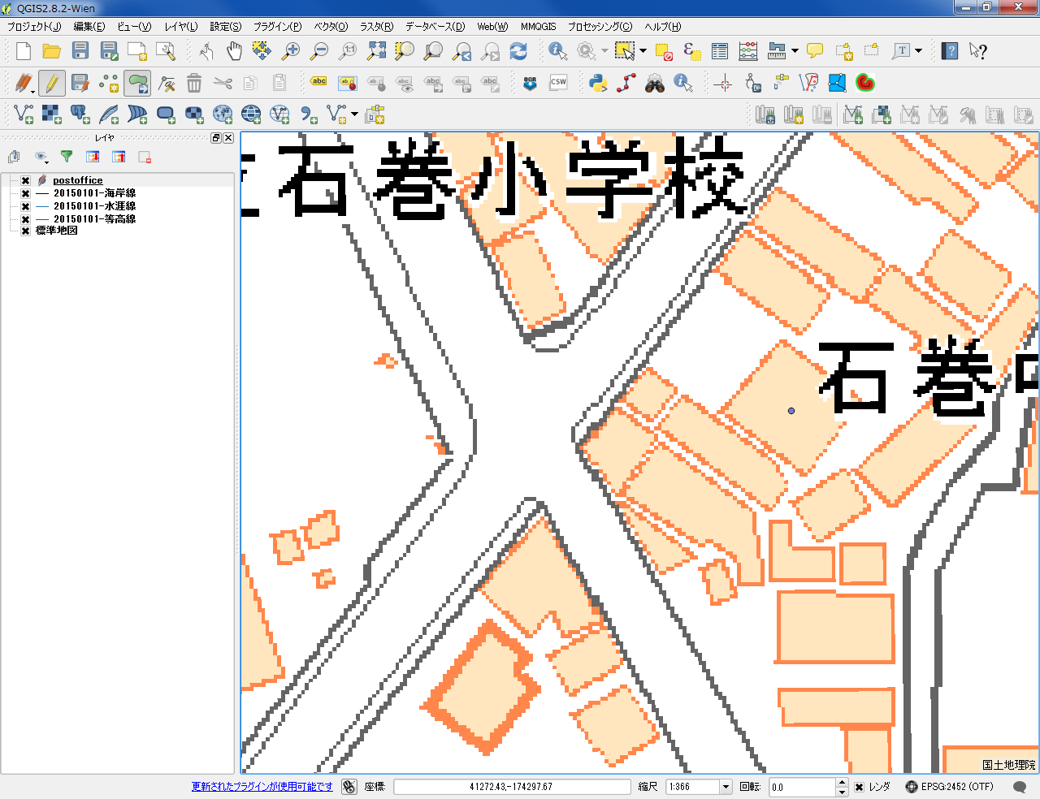 QGIS2.8.2-Wien
プロジェクト(J) 編集(E) ビュー(V) レイヤ(L) 設定(S) プラグイン(P) ベクタ(O) ラスタ(R) データベース(D) Web(W) MMQGIS プロセッシング(C) ヘルプ(H)
レイヤ
postoffice
20150101-海岸線
20150101-水涯線
20150101-等高線
標準地図
石巻小学校
石巻
国土地理院
更新されたプラグインが使用可能です 座標: 41272.43,-174297.67 縮尺 1:366 回転: 0.0 レンダ EPSG:2452 (OTF)